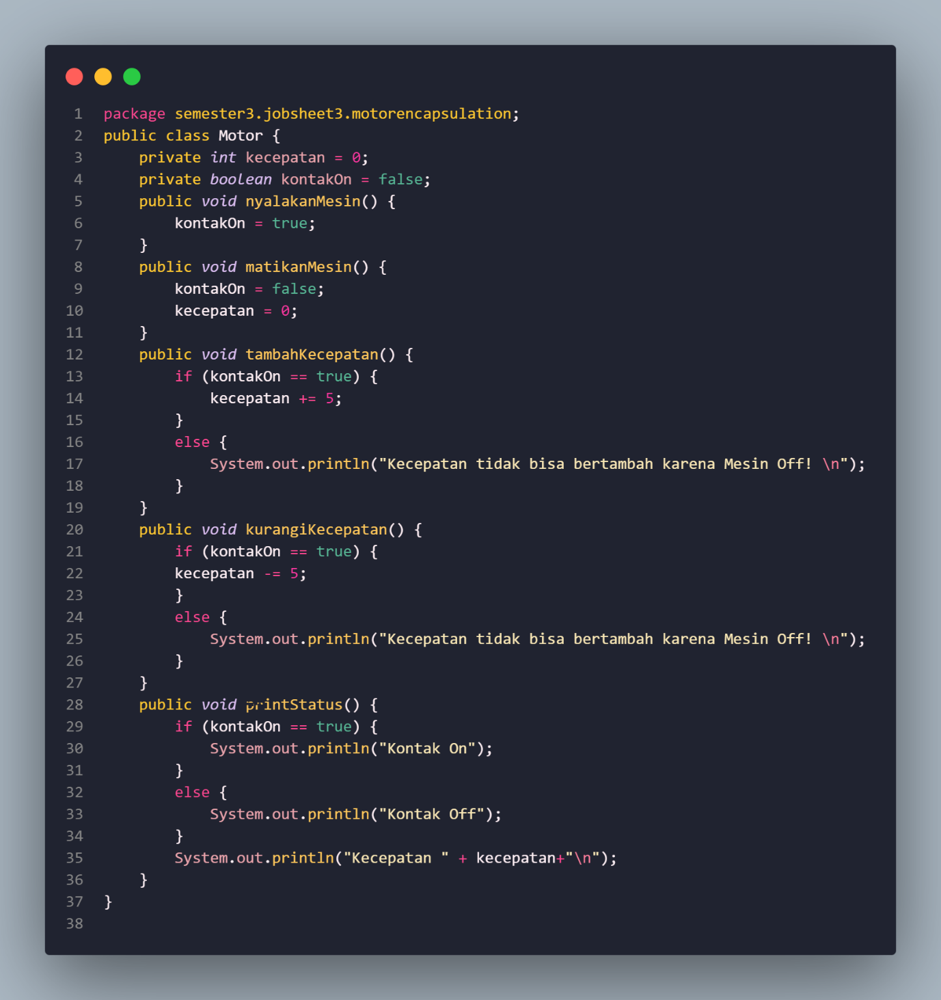 1 package semester3.jobsheet3.motorencapsulation;
2 public class Motor {
3     private int kecepatan = 0;
4     private boolean kontakOn = false;
5     public void nyalakanMesin() {
6         kontakOn = true;
7     }
8     public void matikanMesin() {
9         kontakOn = false;
10         kecepatan = 0;
11     }
12     public void tambahKecepatan() {
13         if (kontakOn == true) {
14             kecepatan += 5;
15         }
16         else {
17             System.out.println("Kecepatan tidak bisa bertambah karena Mesin Off! \n");
18         }
19     }
20     public void kurangiKecepatan() {
21         if (kontakOn == true) {
22         kecepatan -= 5;
23         }
24         else {
25             System.out.println("Kecepatan tidak bisa bertambah karena Mesin Off! \n");
26         }
27     }
28     public void printStatus() {
29         if (kontakOn == true) {
30             System.out.println("Kontak On");
31         }
32         else {
33             System.out.println("Kontak Off");
34         }
35         System.out.println("Kecepatan " + kecepatan+"\n");
36     }
37 }
38